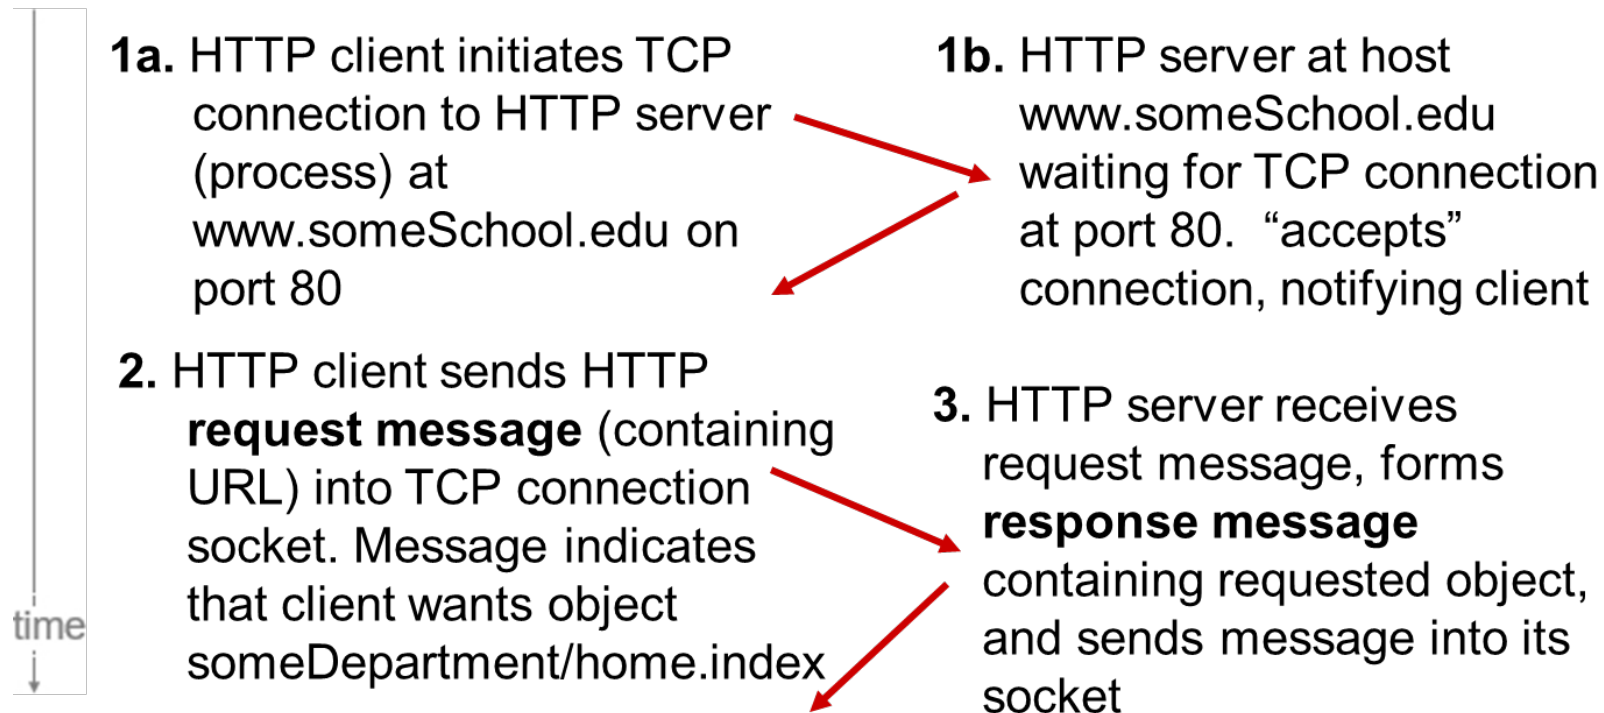 1a. HTTP client initiates TCP
connection to HTTP server
(process) at
www.someSchool.edu on
port 80
1b. HTTP server at host
www.someSchool.edu
waiting for TCP connection
at port 80.  “accepts”
connection, notifying client
2. HTTP client sends HTTP
request message (containing
URL) into TCP connection
socket. Message indicates
that client wants object
someDepartment/home.index
3. HTTP server receives
request message, forms
response message
containing requested object,
and sends message into its
socket
time